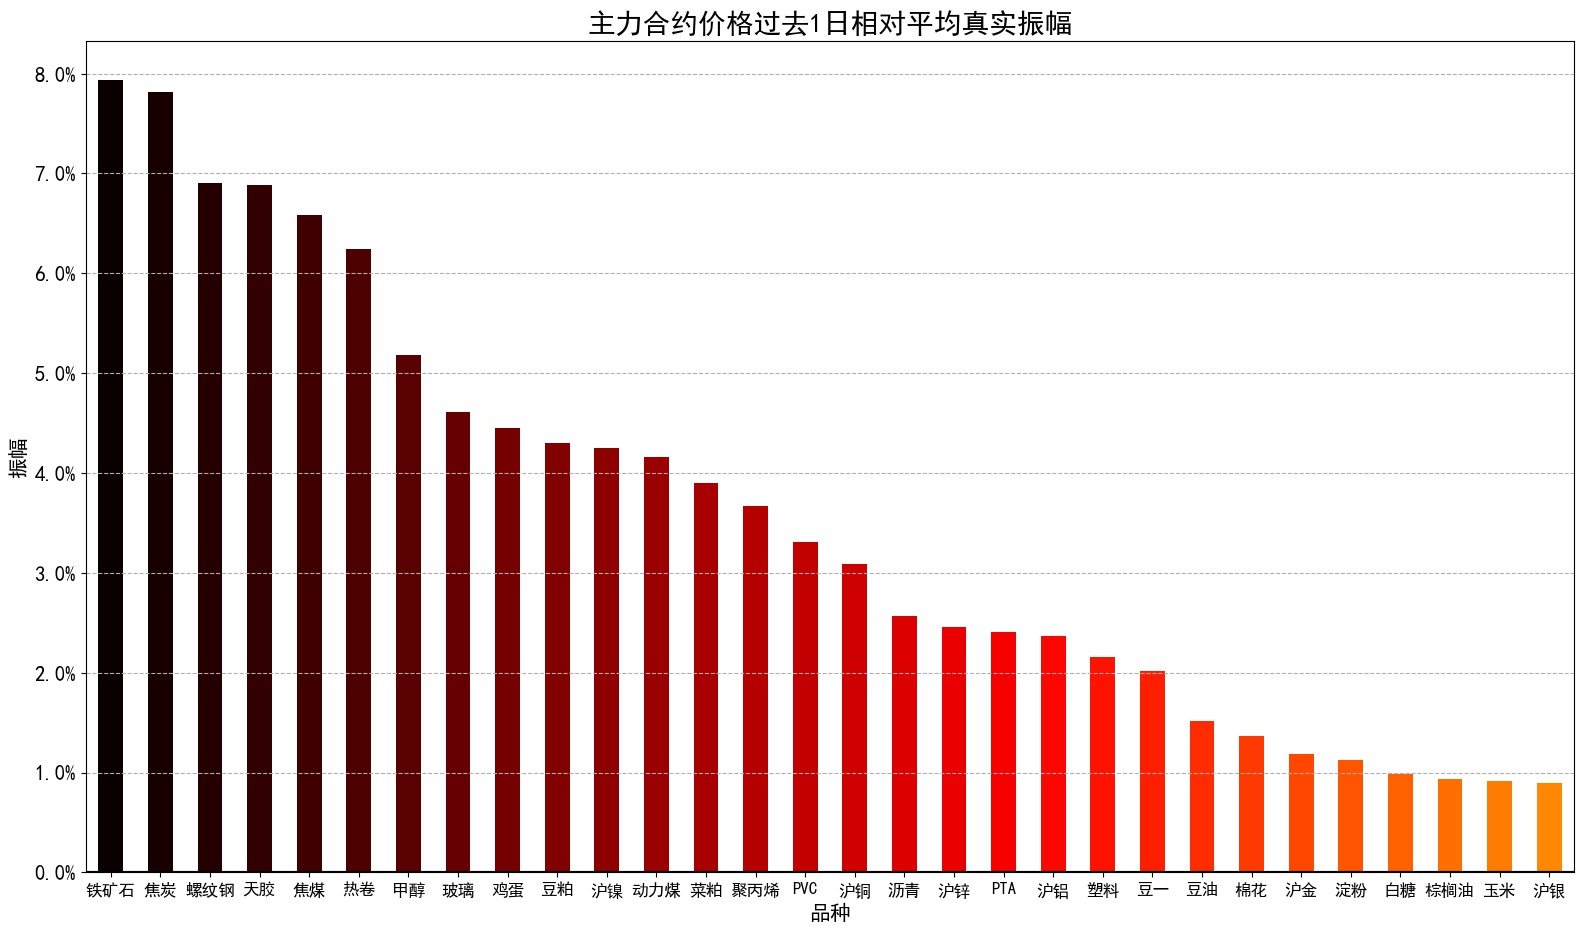 主力合约价格过去1日相对平均真实振幅
振幅
8.0%
7.0%
6.0%
5.0%
4.0%
3.0%
2.0%
1.0%
0.0%
铁矿石 焦炭 螺纹钢 天胶 焦煤 热卷 甲醇 玻璃 鸡蛋 豆粕 沪镍 动力煤 菜粕 聚丙烯 PVC 沪铜 沥青 沪锌 PTA 沪铝 塑料 豆一 豆油 棉花 沪金 淀粉 白糖 棕榈油 玉米 沪银
品种